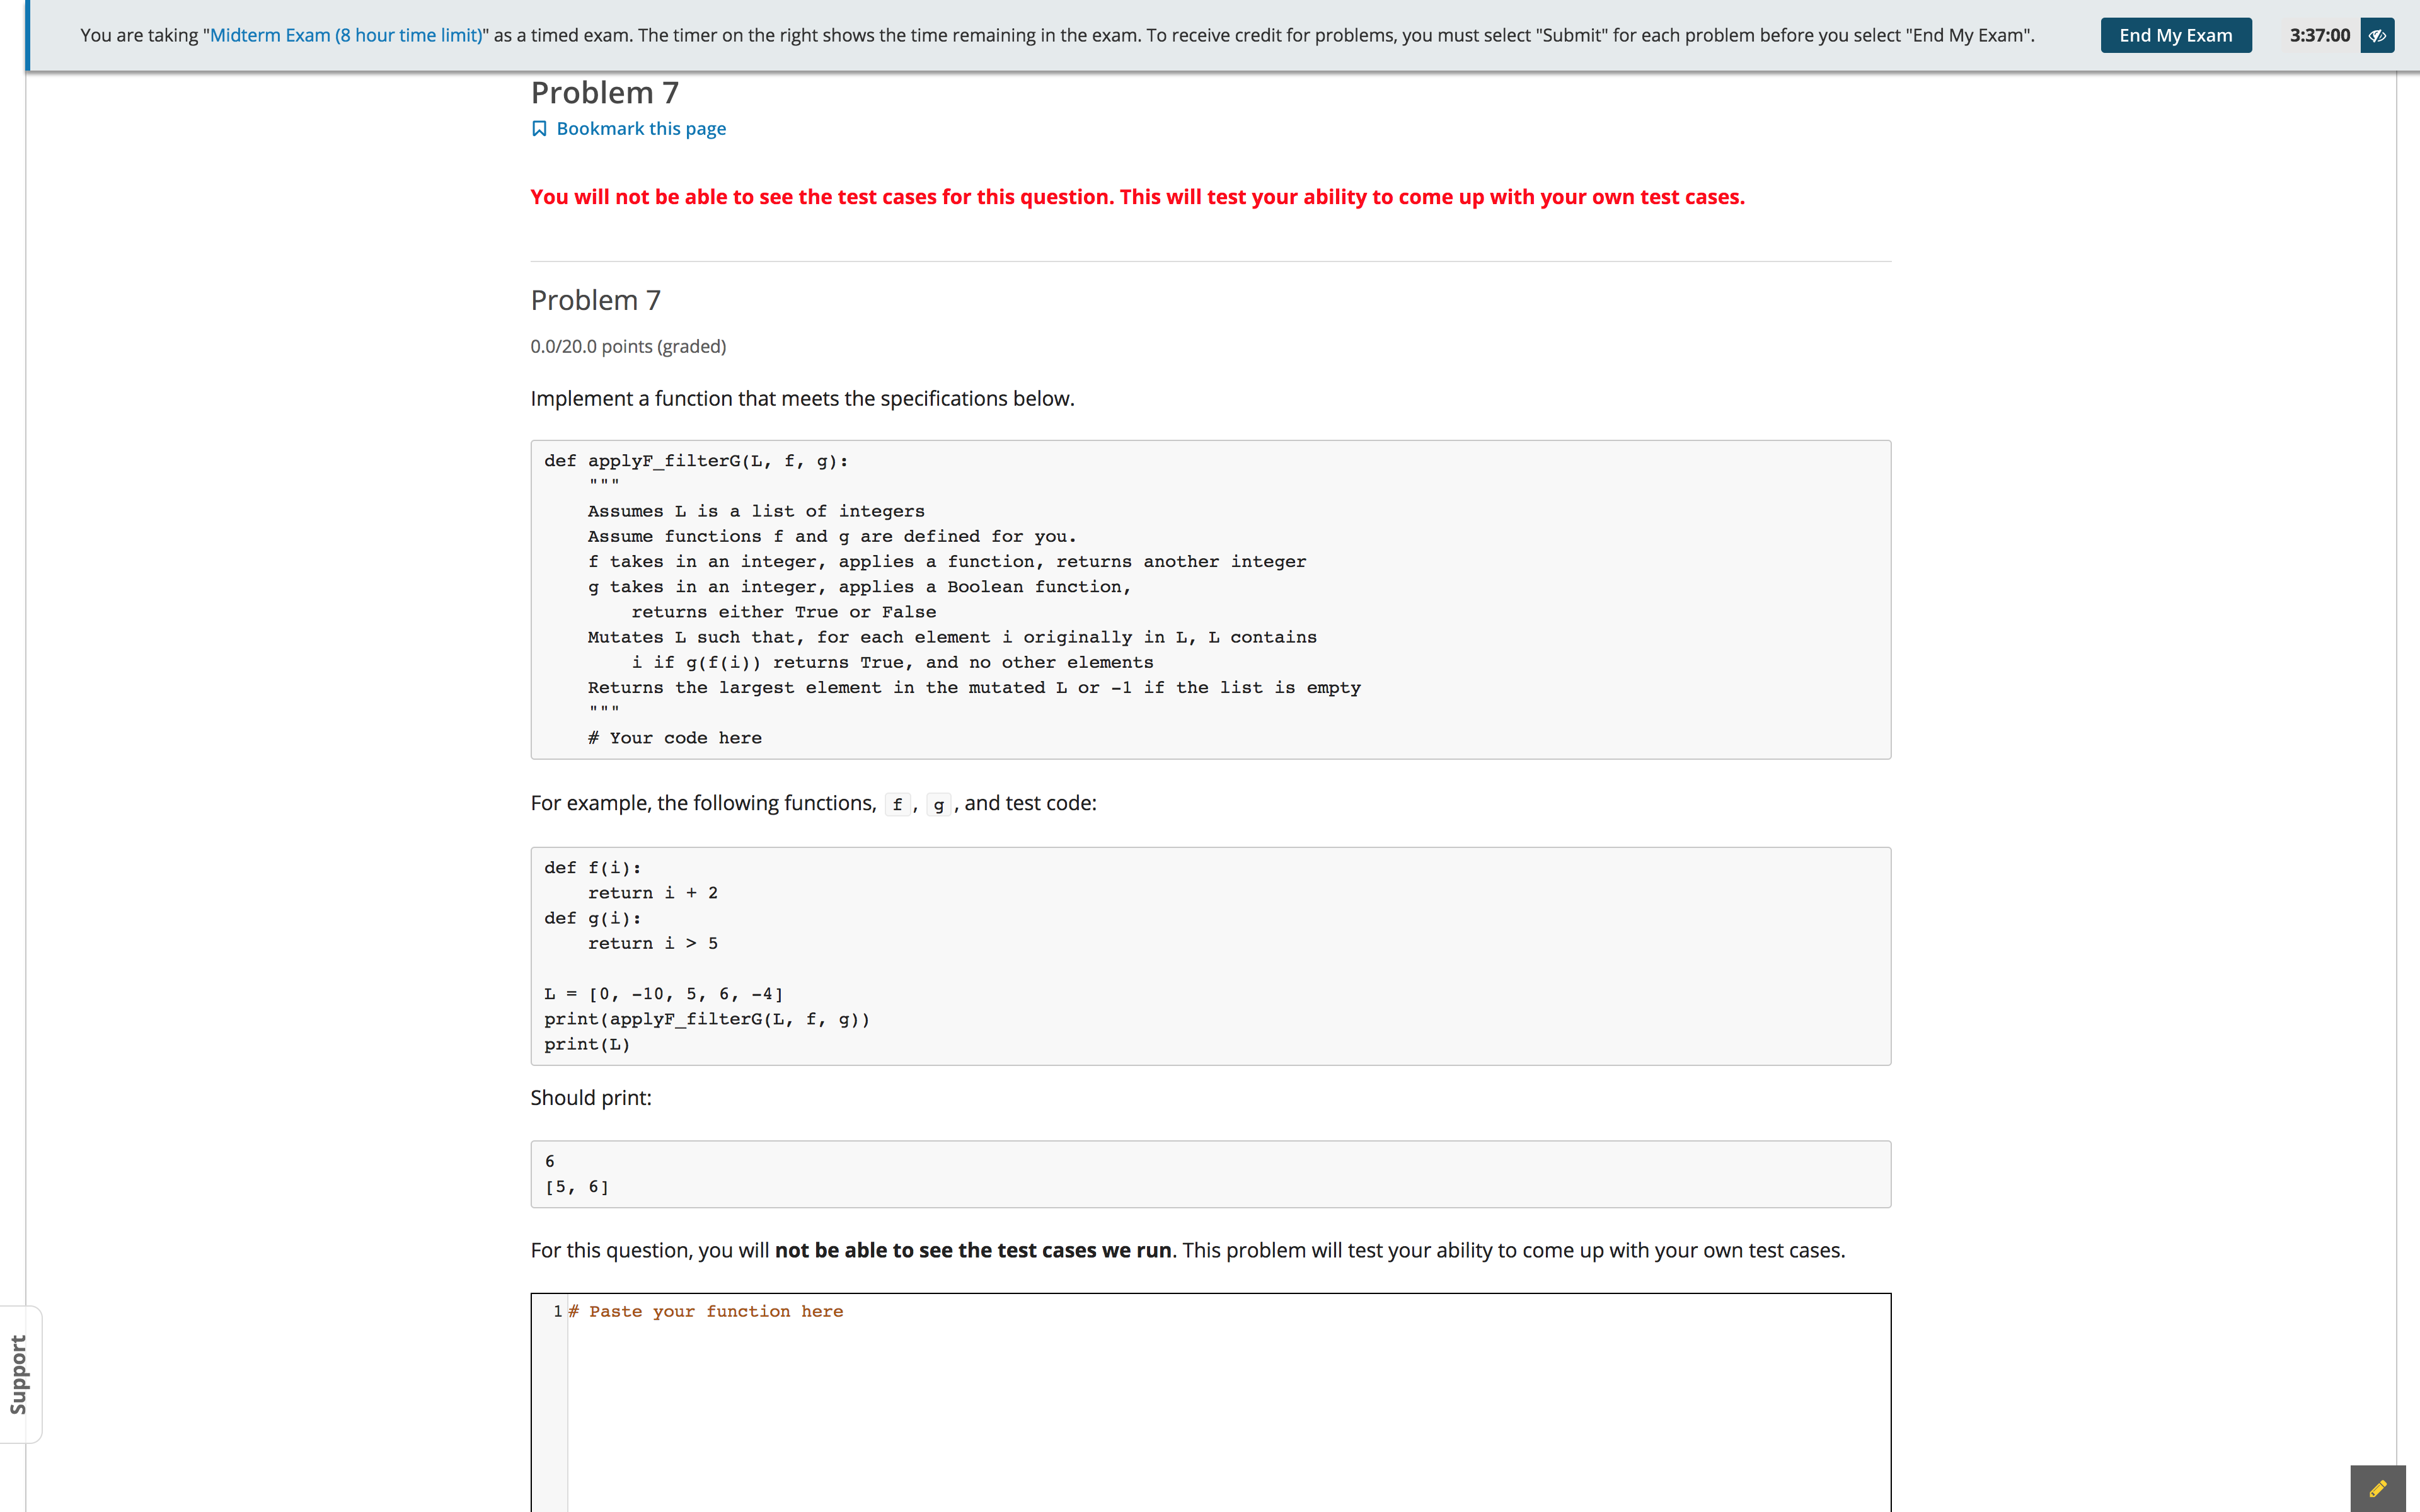 You are taking "Midterm Exam (8 hour time limit)" as a timed exam. The timer on the right shows the time remaining in the exam. To receive credit for problems, you must select "Submit" for each problem before you select "End My Exam".
End My Exam
3:37:00
Problem 7
Bookmark this page
You will not be able to see the test cases for this question. This will test your ability to come up with your own test cases.
Problem 7
0.0/20.0 points (graded)
Implement a function that meets the specifications below.
def applyF_filterG(L, f, g):
    """
    Assumes L is a list of integers
    Assume functions f and g are defined for you.
    f takes in an integer, applies a function, returns another integer
    g takes in an integer, applies a Boolean function,
        returns either True or False
    Mutates L such that, for each element i originally in L, L contains
        i if g(f(i)) returns True, and no other elements
    Returns the largest element in the mutated L or -1 if the list is empty
    """
    # Your code here
For example, the following functions, f, g, and test code:
def f(i):
    return i + 2
def g(i):
    return i > 5
L = [0, -10, 5, 6, -4]
print(applyF_filterG(L, f, g))
print(L)
Should print:
6
[5, 6]
For this question, you will not be able to see the test cases we run. This problem will test your ability to come up with your own test cases.
1 # Paste your function here
Support